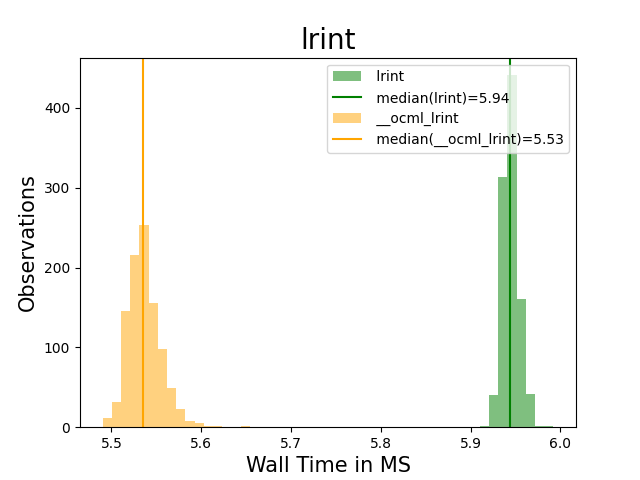 lrint
lrint
median(lrint)=5.94
__ocml_lrint
median(__ocml_lrint)=5.53
400
300
200
100
0
Observations
5.5 5.6 5.7 5.8 5.9 6.0
Wall Time in MS